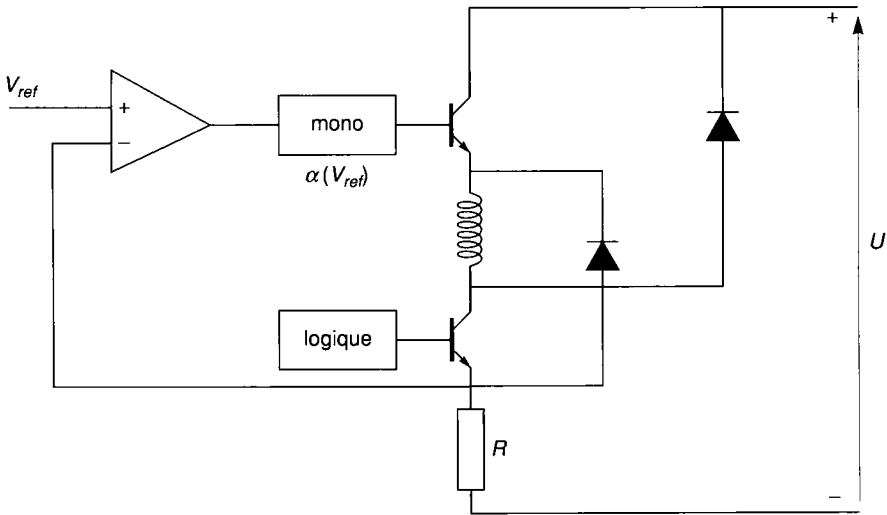 V_ref
+
−
mono
α(V_ref)
logique
R
+
U
−